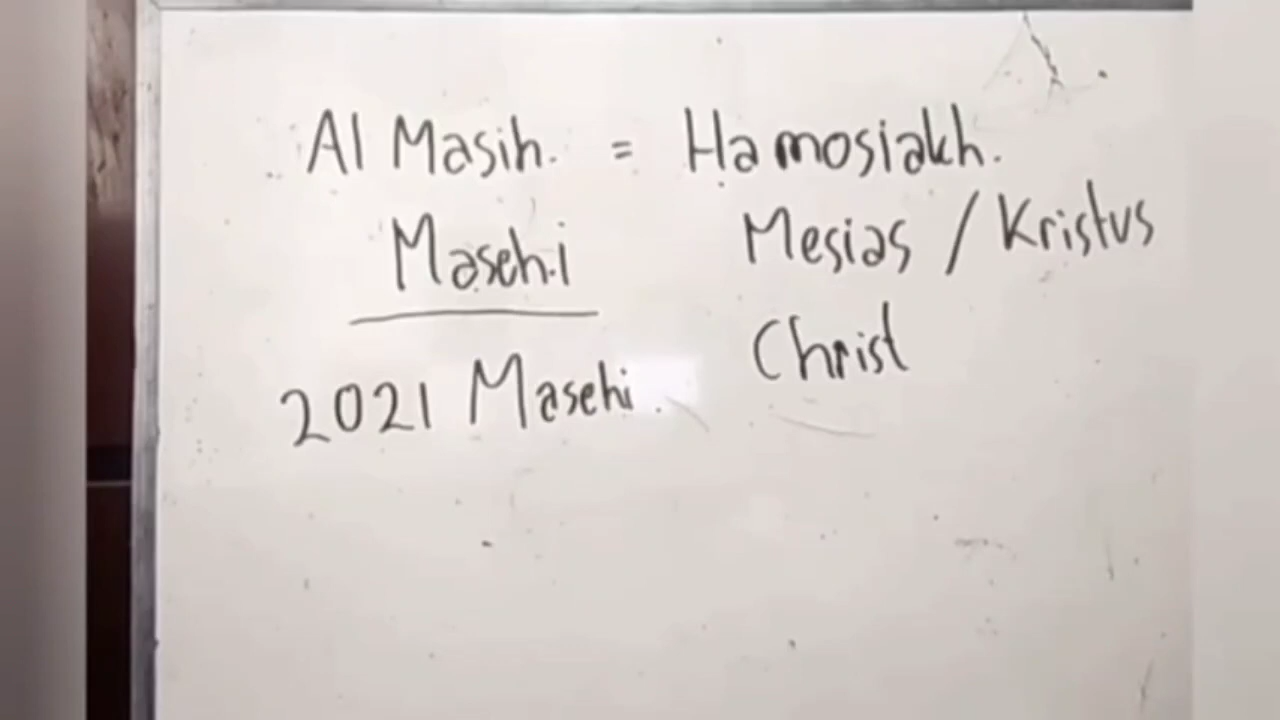 Al Masih. = Hamosiakh.
Masehi Mesias / Kristus
2021 Masehi. Christ